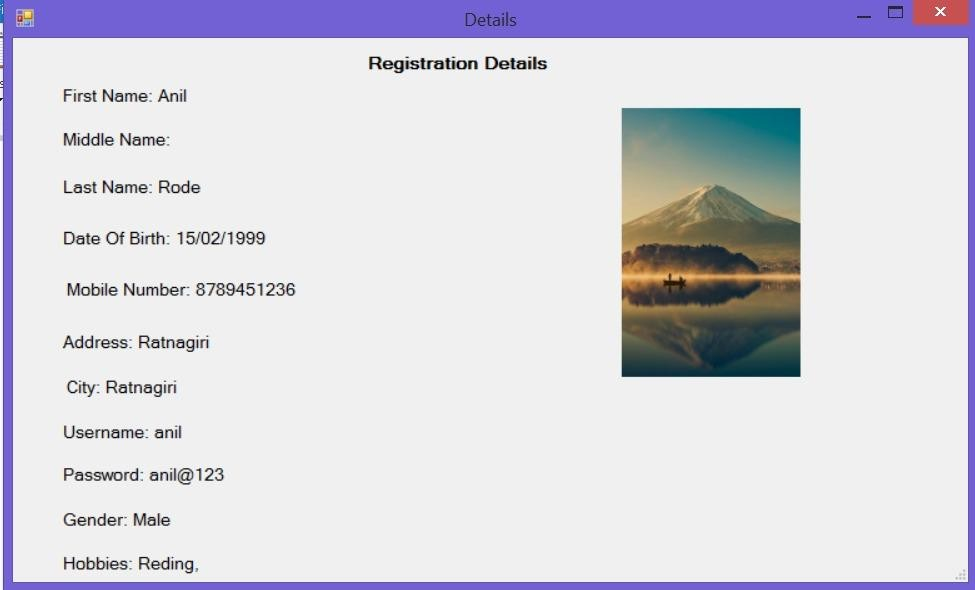 Details
Registration Details
First Name: Anil
Middle Name:
Last Name: Rode
Date Of Birth: 15/02/1999
Mobile Number: 8789451236
Address: Ratnagiri
City: Ratnagiri
Username: anil
Password: anil@123
Gender: Male
Hobbies: Reding,